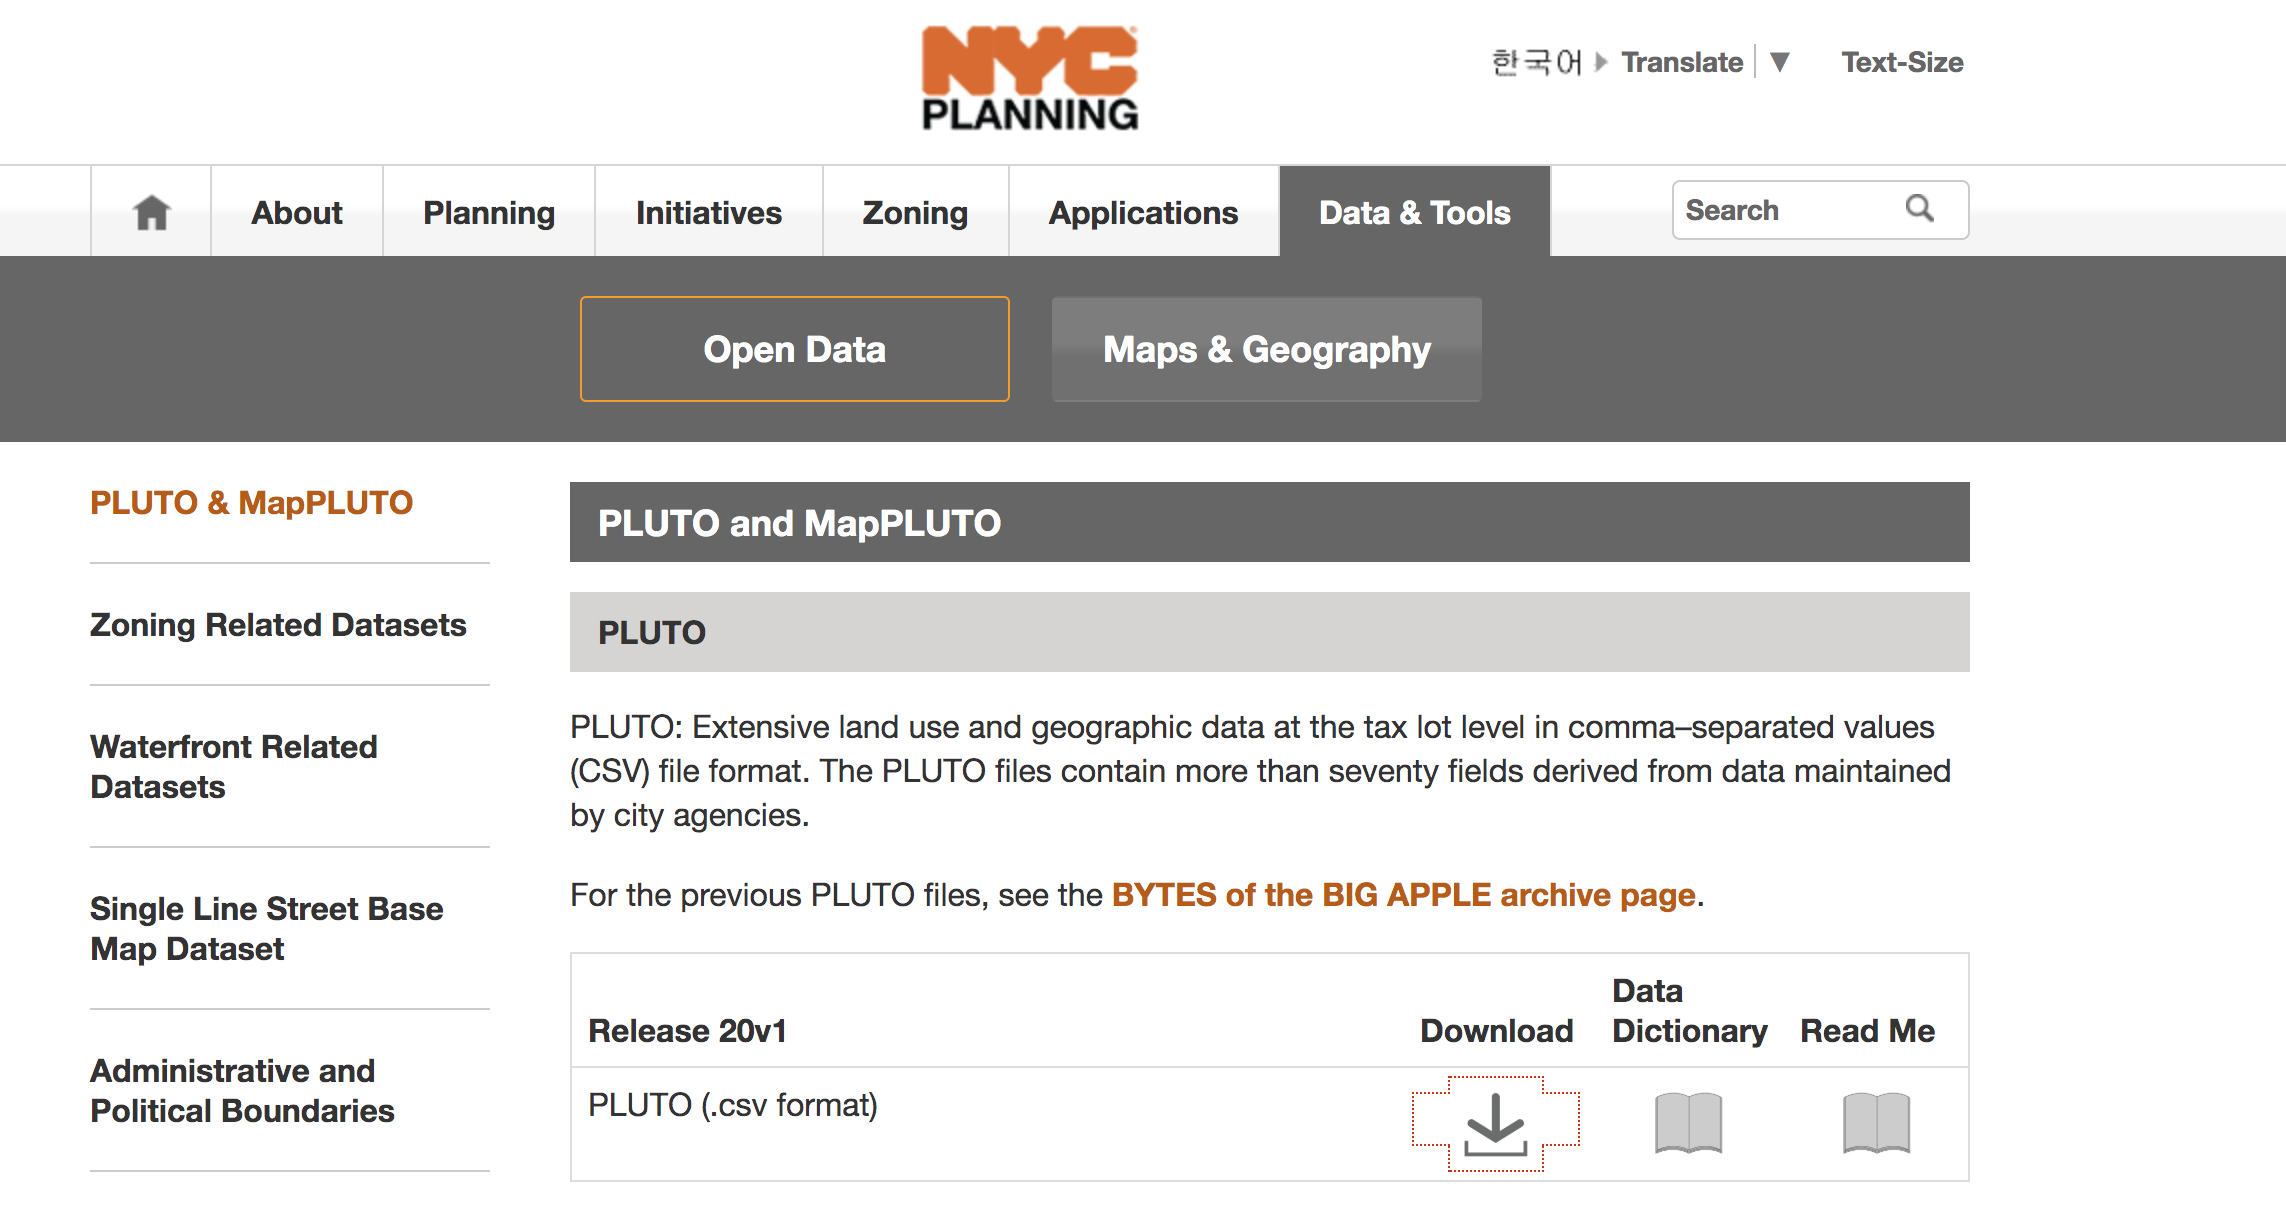 NYC
PLANNING
한국어 Translate ▼ Text-Size
About Planning Initiatives Zoning Applications Data & Tools Search
Open Data Maps & Geography
PLUTO & MapPLUTO
Zoning Related Datasets
Waterfront Related
Datasets
Single Line Street Base
Map Dataset
Administrative and
Political Boundaries
PLUTO and MapPLUTO
PLUTO
PLUTO: Extensive land use and geographic data at the tax lot level in comma–separated values
(CSV) file format. The PLUTO files contain more than seventy fields derived from data maintained
by city agencies.
For the previous PLUTO files, see the BYTES of the BIG APPLE archive page.
Release 20v1 Download Data Dictionary Read Me
PLUTO (.csv format)